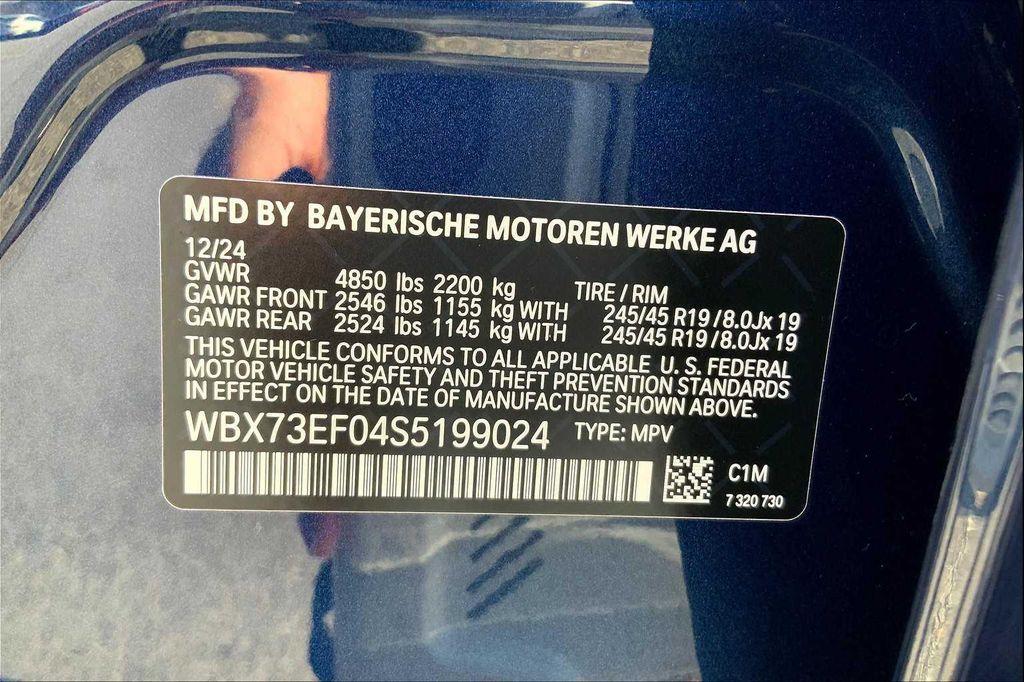 MFD BY BAYERISCHE MOTOREN WERKE AG
12/24
GVWR 4850 lbs 2200 kg TIRE / RIM
GAWR FRONT 2546 lbs 1155 kg WITH 245/45 R19 /8.0Jx 19
GAWR REAR 2524 lbs 1145 kg WITH 245/45 R19 /8.0Jx 19
THIS VEHICLE CONFORMS TO ALL APPLICABLE U. S. FEDERAL
MOTOR VEHICLE SAFETY AND THEFT PREVENTION STANDARDS
IN EFFECT ON THE DATE OF MANUFACTURE SHOWN ABOVE.
WBX73EF04S5199024 TYPE: MPV
C1M
7 320 730